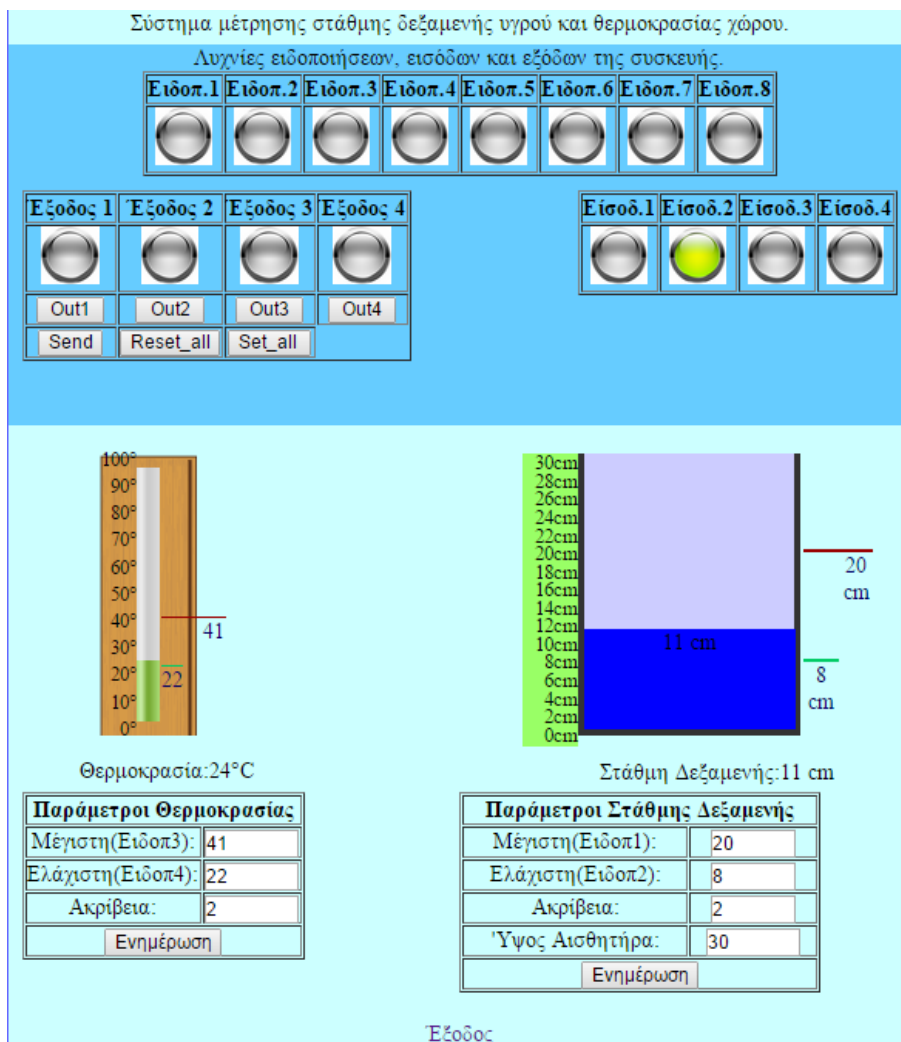 Σύστημα μέτρησης στάθμης δεξαμενής υγρού και θερμοκρασίας χώρου.
Λυχνίες ειδοποιήσεων, εισόδων και εξόδων της συσκευής.
Ειδοπ.1 Ειδοπ.2 Ειδοπ.3 Ειδοπ.4 Ειδοπ.5 Ειδοπ.6 Ειδοπ.7 Ειδοπ.8
Έξοδος 1 Έξοδος 2 Έξοδος 3 Έξοδος 4
Out1 Out2 Out3 Out4
Send Reset_all Set_all
Είσοδ.1 Είσοδ.2 Είσοδ.3 Είσοδ.4
100°
90°
80°
70°
60°
50°
40°
30°
20°
10°
0°
41
22
Θερμοκρασία:24°C
30cm
28cm
26cm
24cm
22cm
20cm
18cm
16cm
14cm
12cm
10cm
8cm
6cm
4cm
2cm
0cm
11 cm
20
cm
8
cm
Στάθμη Δεξαμενής:11 cm
Παράμετροι Θερμοκρασίας
Μέγιστη(Ειδοπ3): 41
Ελάχιστη(Ειδοπ4): 22
Ακρίβεια: 2
Ενημέρωση
Παράμετροι Στάθμης Δεξαμενής
Μέγιστη(Ειδοπ1): 20
Ελάχιστη(Ειδοπ2): 8
Ακρίβεια: 2
'Υψος Αισθητήρα: 30
Ενημέρωση
Έξοδος